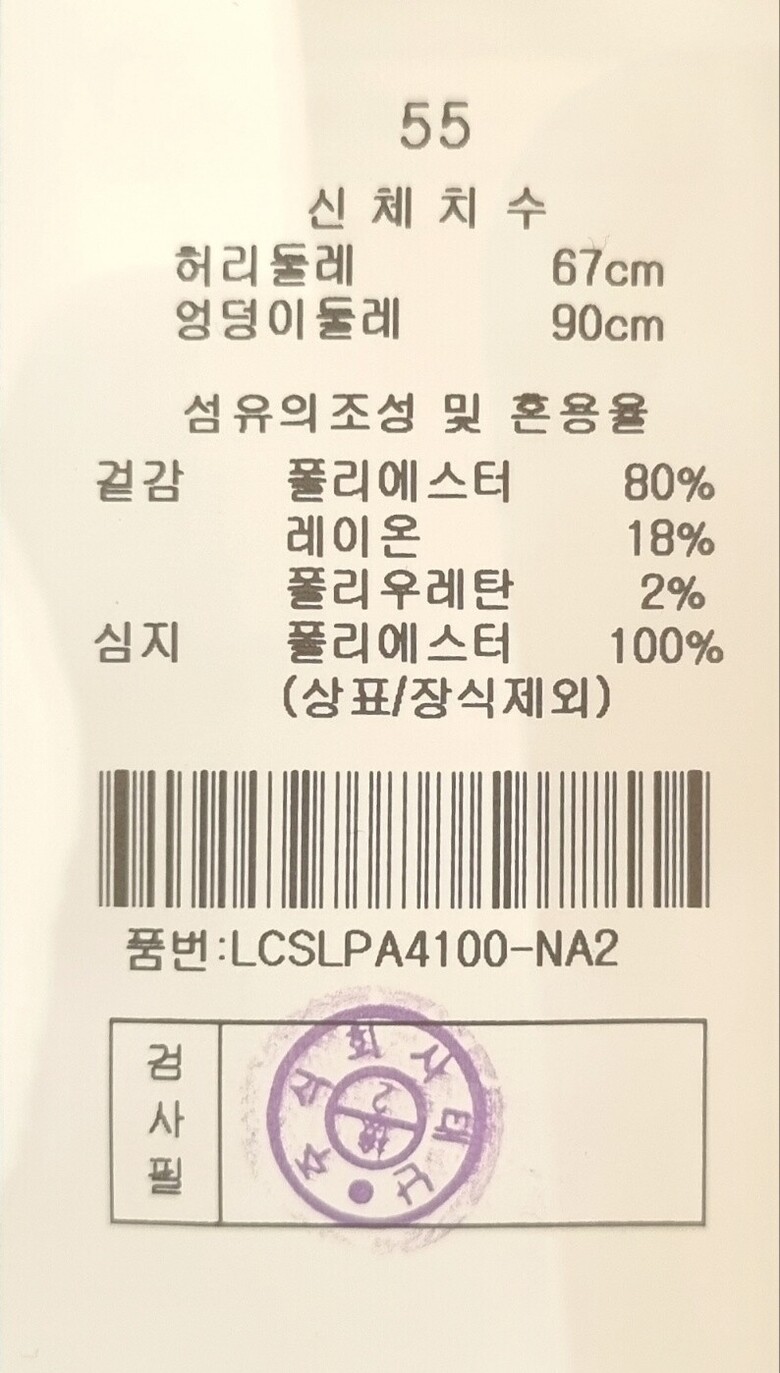 55
신체치수
허리둘레 67cm
엉덩이둘레 90cm
섬유의조성 및 혼용율
겉감 폴리에스터 80%
레이온 18%
폴리우레탄 2%
심지 폴리에스터 100%
(상표/장식제외)
품번:LCSLPA4100-NA2
검사필
2